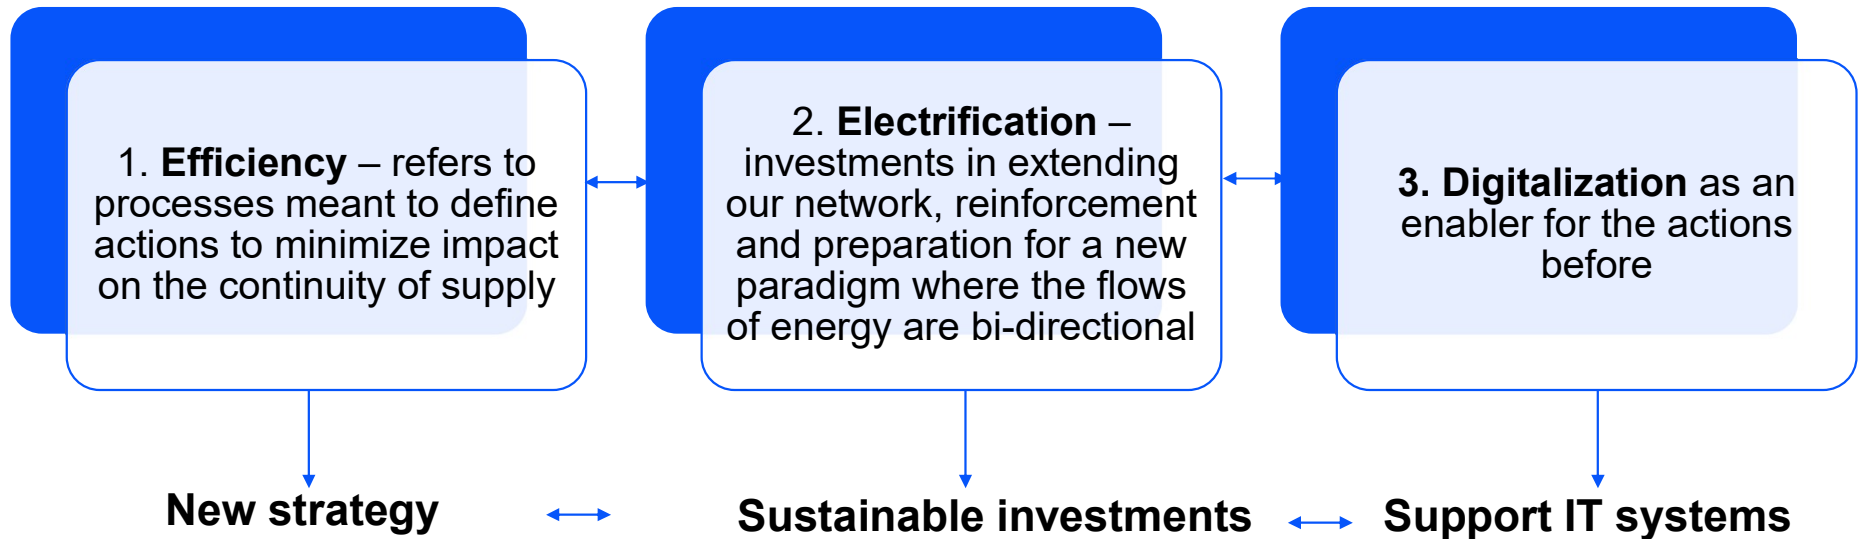 1. Efficiency – refers to
processes meant to define
actions to minimize impact
on the continuity of supply
2. Electrification –
investments in extending
our network, reinforcement
and preparation for a new
paradigm where the flows
of energy are bi-directional
3. Digitalization as an
enabler for the actions
before
New strategy
Sustainable investments
Support IT systems